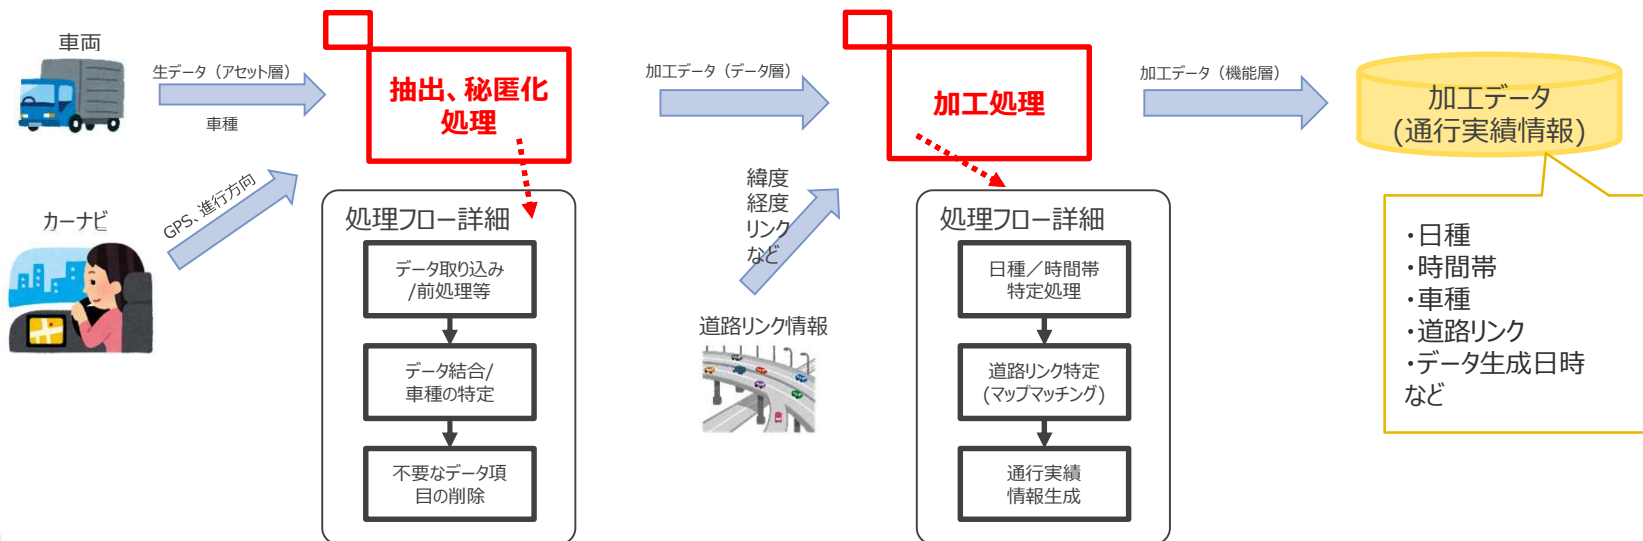 車両
生データ（アセット層）
車種
カーナビ
GPS、進行方向
抽出、秘匿化
処理
処理フロー詳細
データ取り込み
/前処理等
データ結合/
車種の特定
不要なデータ項
目の削除
加工データ（データ層）
緯度
経度
リンク
など
道路リンク情報
加工処理
処理フロー詳細
日種／時間帯
特定処理
道路リンク特定
(マップマッチング)
通行実績
情報生成
加工データ（機能層）
加工データ
(通行実績情報)
・日種
・時間帯
・車種
・道路リンク
・データ生成日時
など